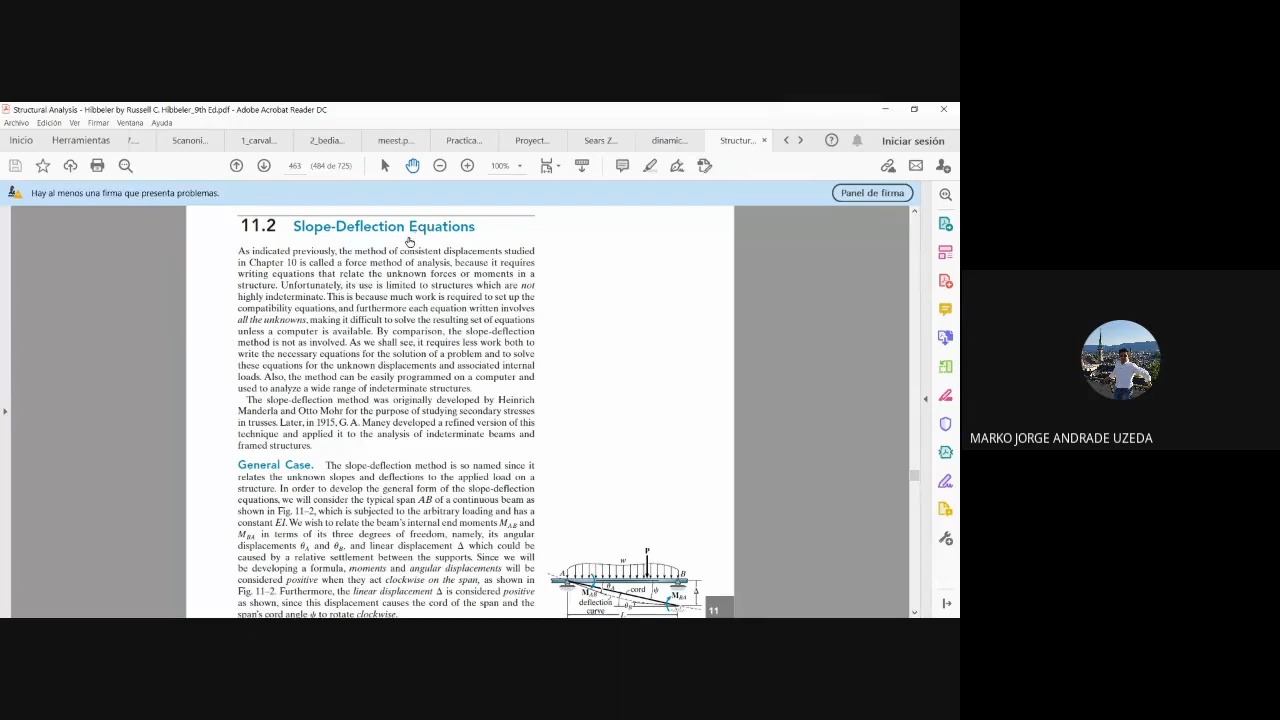 Structural Analysis - Hibbeler by Russell C. Hibbeler_9th Ed.pdf - Adobe Acrobat Reader DC
Archivo Edición Ver Firmar Ventana Ayuda
Inicio Herramientas 7.... Scanoni... 1_carval... 2_bedia... meest.p... Practica... Proyect... Sears Z... dinamic... Structur... × Iniciar sesión
463 (484 de 725) 100%
Hay al menos una firma que presenta problemas. Panel de firma
11.2 Slope-Deflection Equations
As indicated previously, the method of consistent displacements studied
in Chapter 10 is called a force method of analysis, because it requires
writing equations that relate the unknown forces or moments in a
structure. Unfortunately, its use is limited to structures which are not
highly indeterminate. This is because much work is required to set up the
compatibility equations, and furthermore each equation written involves
all the unknowns, making it difficult to solve the resulting set of equations
unless a computer is available. By comparison, the slope-deflection
method is not as involved. As we shall see, it requires less work both to
write the necessary equations for the solution of a problem and to solve
these equations for the unknown displacements and associated internal
loads. Also, the method can be easily programmed on a computer and
used to analyze a wide range of indeterminate structures.
The slope-deflection method was originally developed by Heinrich
Manderla and Otto Mohr for the purpose of studying secondary stresses
in trusses. Later, in 1915, G. A. Maney developed a refined version of this
technique and applied it to the analysis of indeterminate beams and
framed structures.
General Case. The slope-deflection method is so named since it
relates the unknown slopes and deflections to the applied load on a
structure. In order to develop the general form of the slope-deflection
equations, we will consider the typical span AB of a continuous beam as
shown in Fig. 11–2, which is subjected to the arbitrary loading and has a
constant EI. We wish to relate the beam's internal end moments M_AB and
M_BA in terms of its three degrees of freedom, namely, its angular
displacements θ_A and θ_B, and linear displacement Δ which could be
caused by a relative settlement between the supports. Since we will
be developing a formula, moments and angular displacements will be
considered positive when they act clockwise on the span, as shown in
Fig. 11–2. Furthermore, the linear displacement Δ is considered positive
as shown, since this displacement causes the cord of the span and the
span's cord angle ψ to rotate clockwise.
P
w
A B
θ_A cord ψ Δ
M_AB M_BA
deflection θ_B
curve
L
11
MARKO JORGE ANDRADE UZEDA